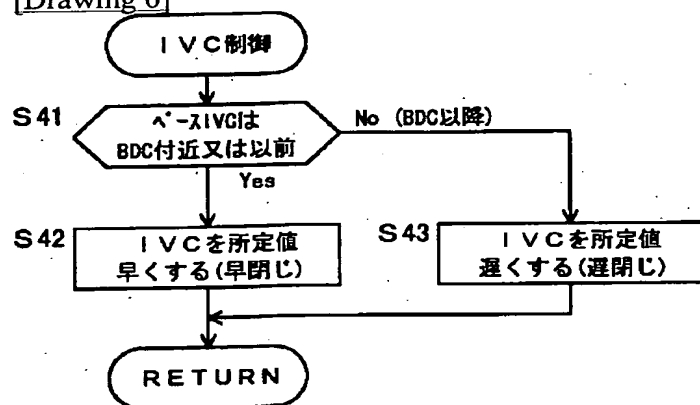 [Drawing 6]
IVC制御
S41
ベースIVCは
BDC付近又は以前
No (BDC以降)
Yes
S42
IVCを所定値
早くする(早閉じ)
S43
IVCを所定値
遅くする(遅閉じ)
RETURN